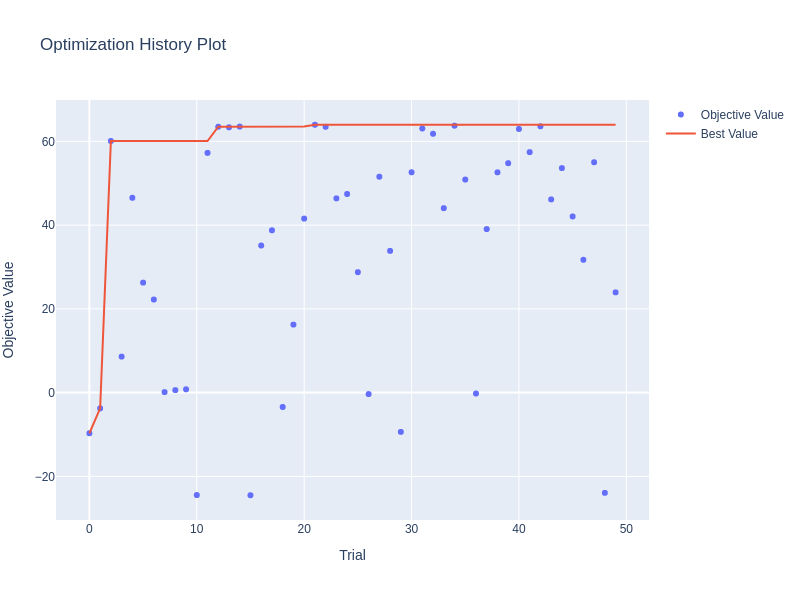 Optimization History Plot
Objective Value
Best Value
60
40
20
0
−20
0
10
20
30
40
50
Trial
Objective Value